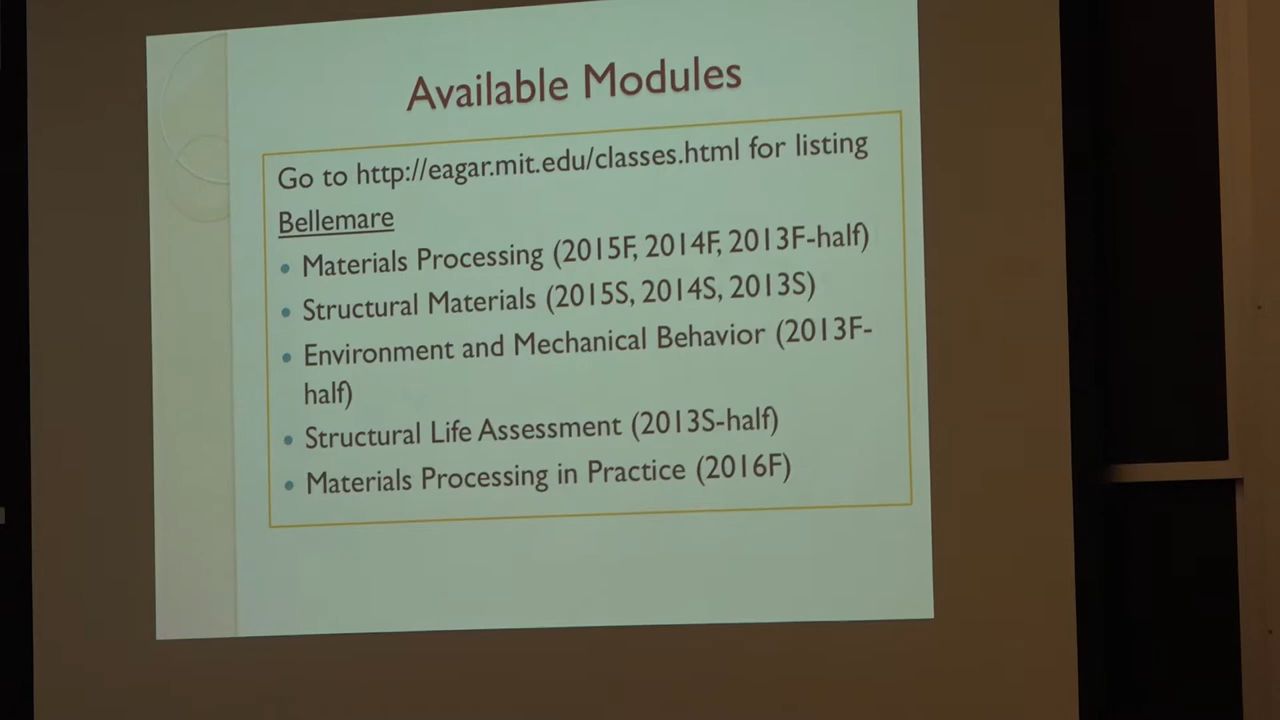 Available Modules
Go to http://eagar.mit.edu/classes.html for listing
Bellemare
• Materials Processing (2015F, 2014F, 2013F-half)
• Structural Materials (2015S, 2014S, 2013S)
• Environment and Mechanical Behavior (2013F-
half)
• Structural Life Assessment (2013S-half)
• Materials Processing in Practice (2016F)